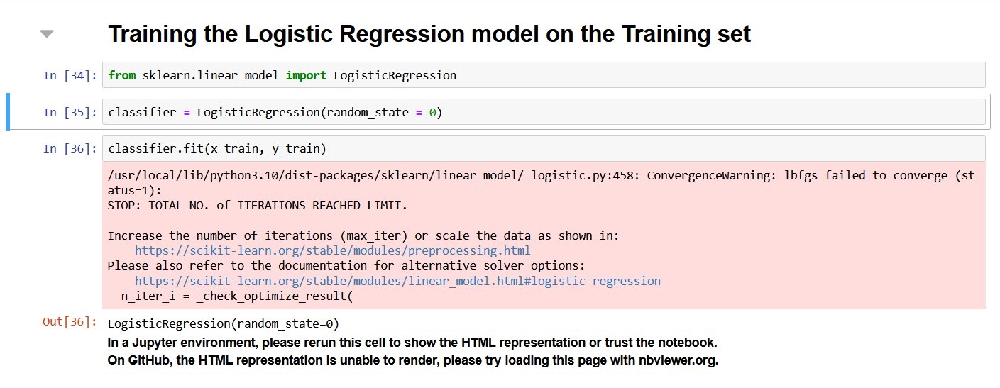 Training the Logistic Regression model on the Training set
In [34]: from sklearn.linear_model import LogisticRegression
In [35]: classifier = LogisticRegression(random_state = 0)
In [36]: classifier.fit(x_train, y_train)
/usr/local/lib/python3.10/dist-packages/sklearn/linear_model/_logistic.py:458: ConvergenceWarning: lbfgs failed to converge (st
atus=1):
STOP: TOTAL NO. of ITERATIONS REACHED LIMIT.
Increase the number of iterations (max_iter) or scale the data as shown in:
https://scikit-learn.org/stable/modules/preprocessing.html
Please also refer to the documentation for alternative solver options:
https://scikit-learn.org/stable/modules/linear_model.html#logistic-regression
n_iter_i = _check_optimize_result(
Out[36]: LogisticRegression(random_state=0)
In a Jupyter environment, please rerun this cell to show the HTML representation or trust the notebook.
On GitHub, the HTML representation is unable to render, please try loading this page with nbviewer.org.